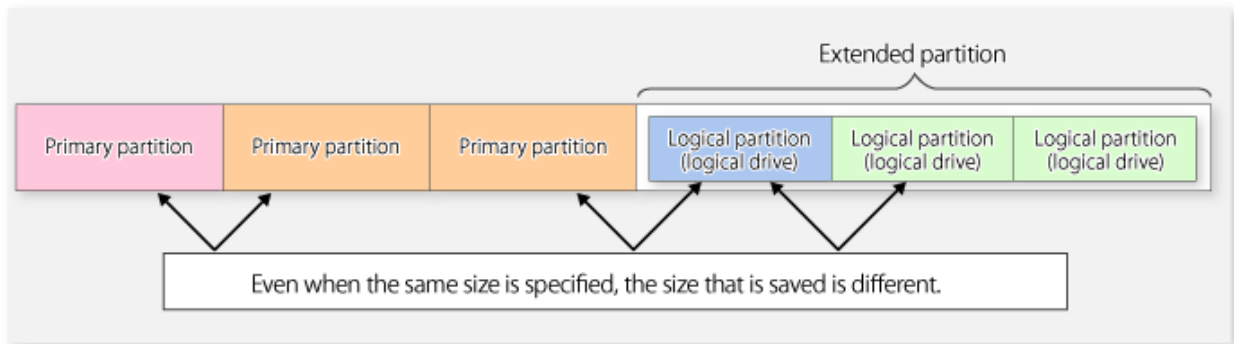 Extended partition
Primary partition
Primary partition
Primary partition
Logical partition
(logical drive)
Logical partition
(logical drive)
Logical partition
(logical drive)
Even when the same size is specified, the size that is saved is different.